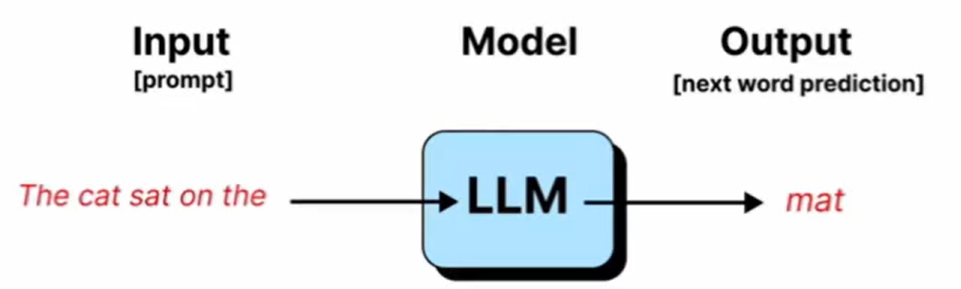 Input
[prompt]
Model
Output
[next word prediction]
The cat sat on the
LLM
mat